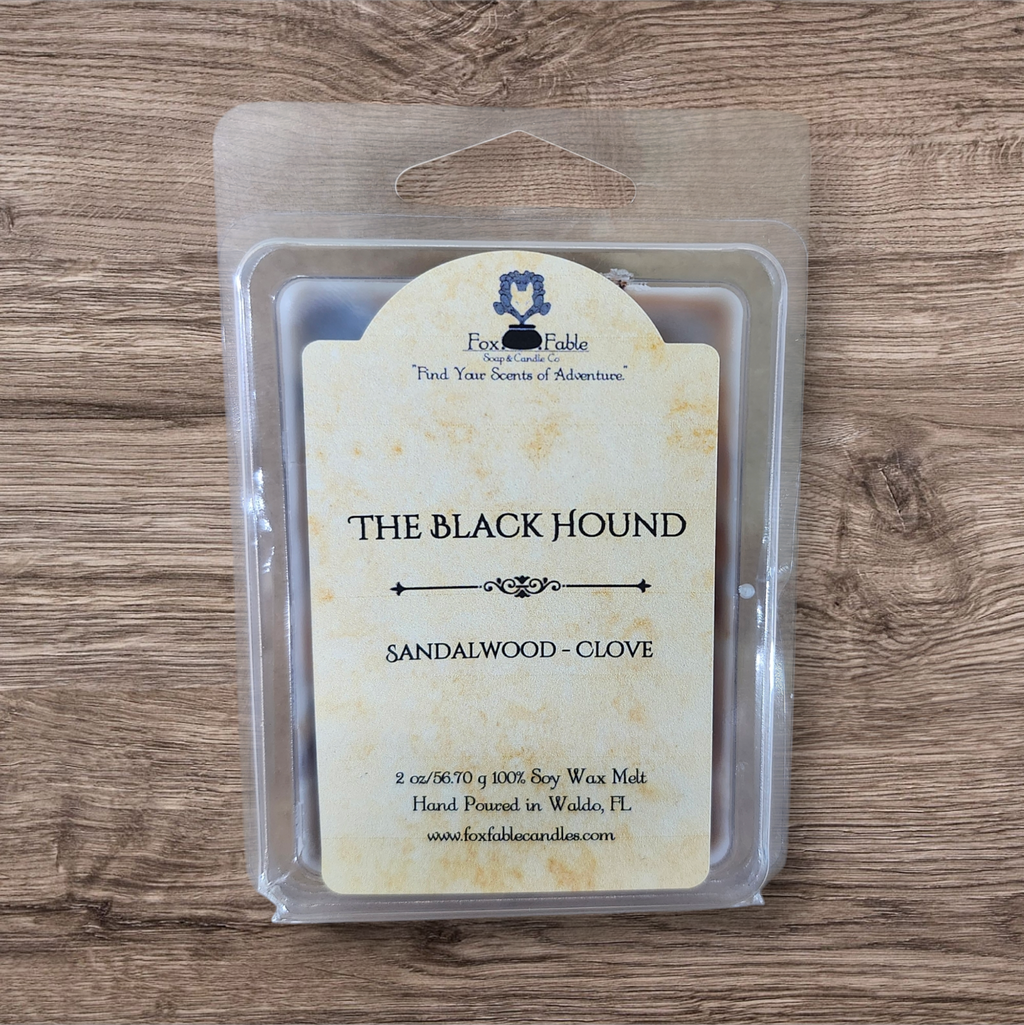 Fox Fable
Soap & Candle Co
"Find Your Scents of Adventure."
THE BLACK HOUND
SANDALWOOD - CLOVE
2 oz/56.70 g 100% Soy Wax Melt
Hand Poured in Waldo, FL
www.foxfablecandles.com